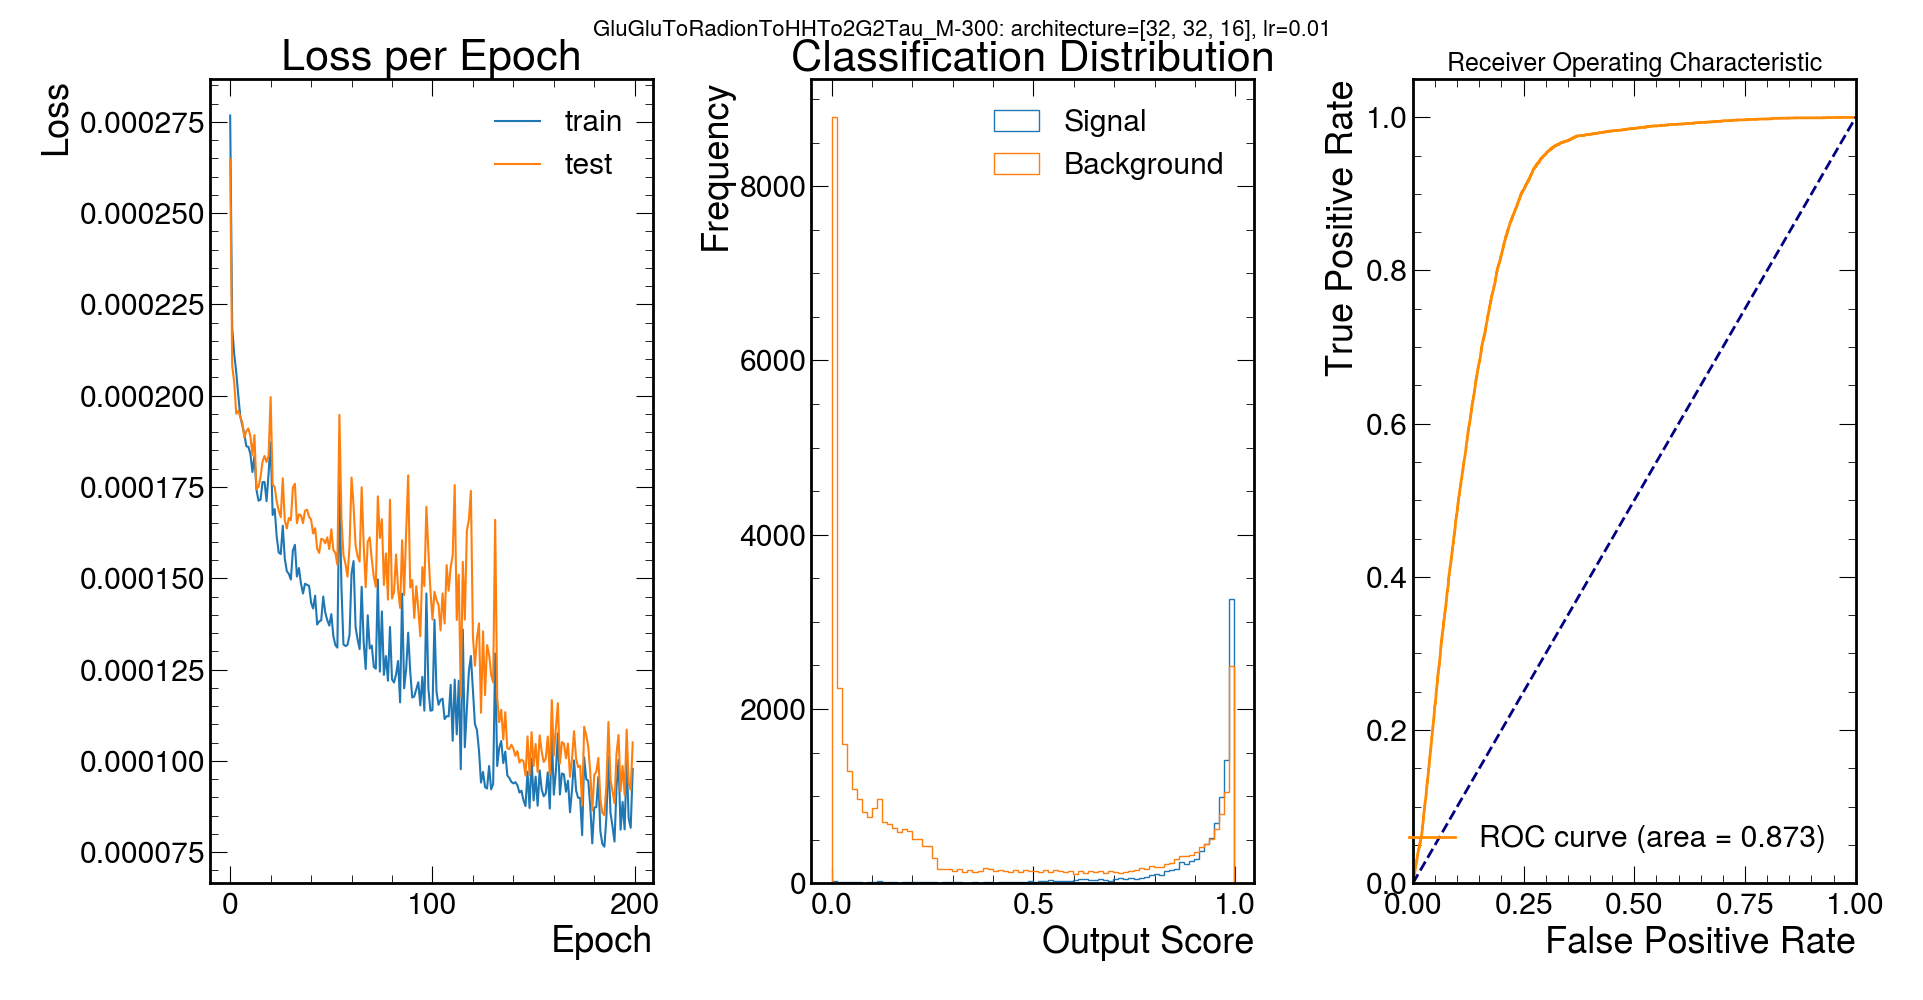 GluGluToRadionToHHTo2G2Tau_M-300: architecture=[32, 32, 16], lr=0.01
Loss per Epoch
Loss
0.000275
0.000250
0.000225
0.000200
0.000175
0.000150
0.000125
0.000100
0.000075
train
test
0 100 200
Epoch
Classification Distribution
Frequency
8000
6000
4000
2000
0
Signal
Background
0.0 0.5 1.0
Output Score
Receiver Operating Characteristic
True Positive Rate
1.0
0.8
0.6
0.4
0.2
0.0
ROC curve (area = 0.873)
0.00 0.25 0.50 0.75 1.00
False Positive Rate